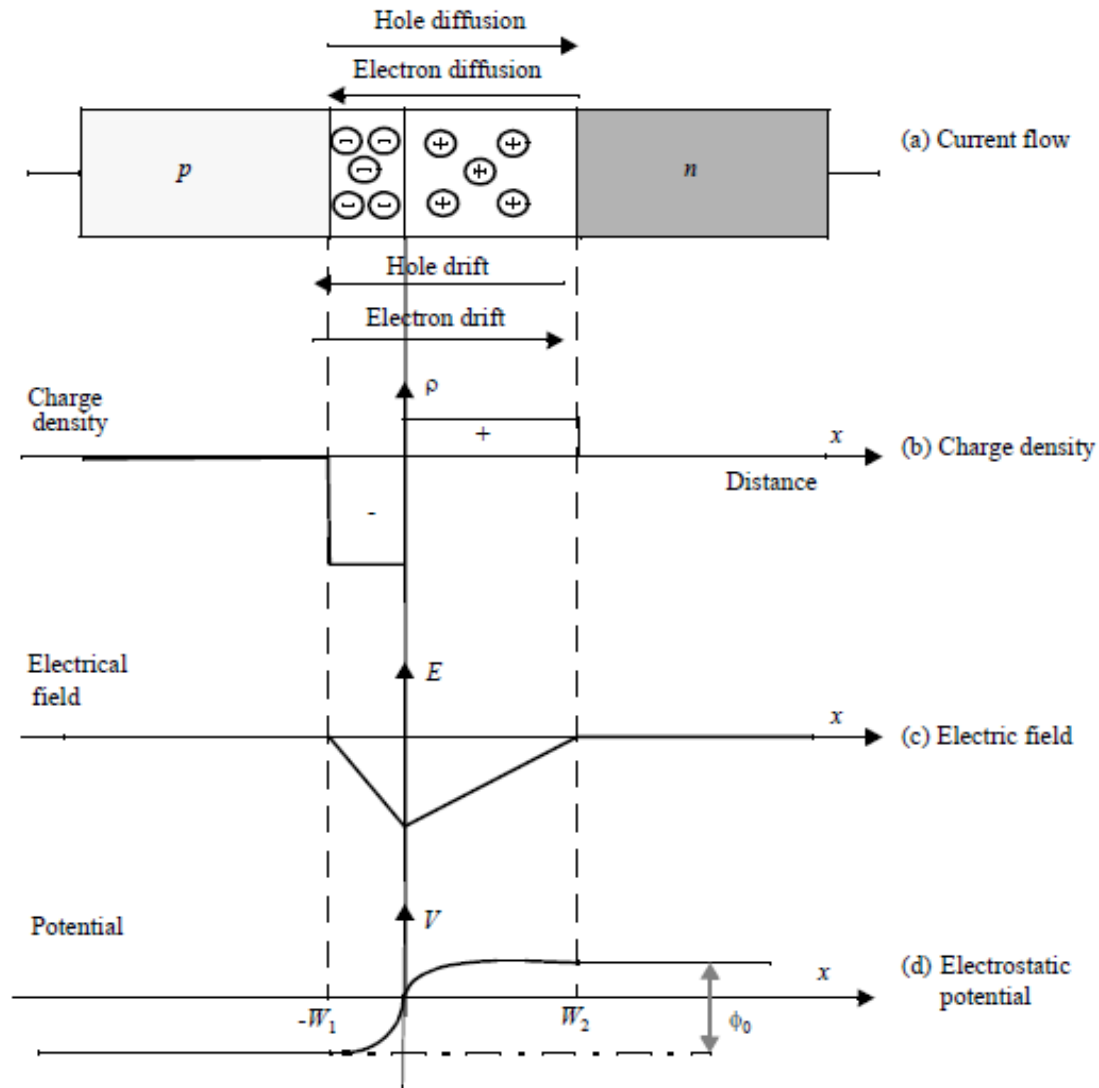 Hole diffusion
Electron diffusion
(a) Current flow
p
n
- -
-
- -
+ +
+
+ +
Hole drift
Electron drift
ρ
Charge
density
+
x
(b) Charge density
Distance
-
Electrical
field
E
x
(c) Electric field
Potential
V
x
(d) Electrostatic
potential
-W1
W2
ϕ0